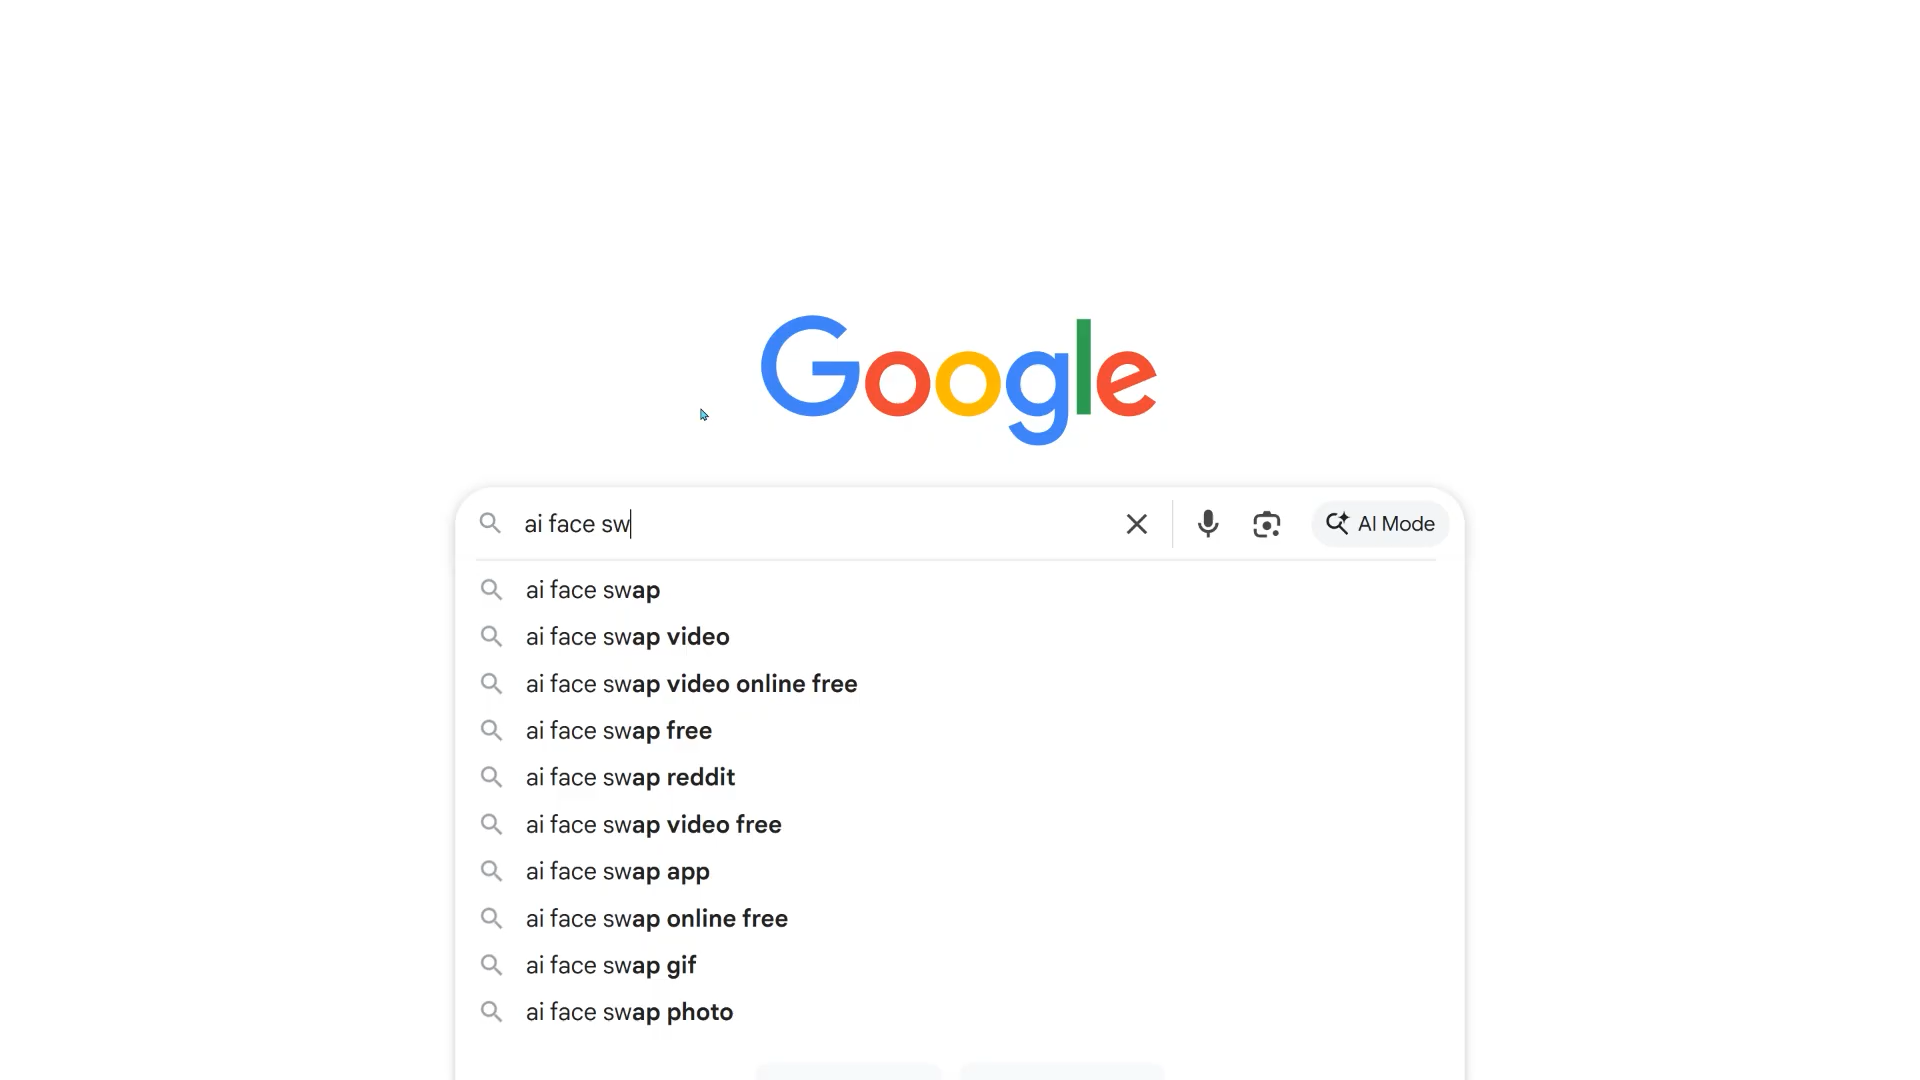 Google
ai face sw
AI Mode
ai face swap
ai face swap video
ai face swap video online free
ai face swap free
ai face swap reddit
ai face swap video free
ai face swap app
ai face swap online free
ai face swap gif
ai face swap photo